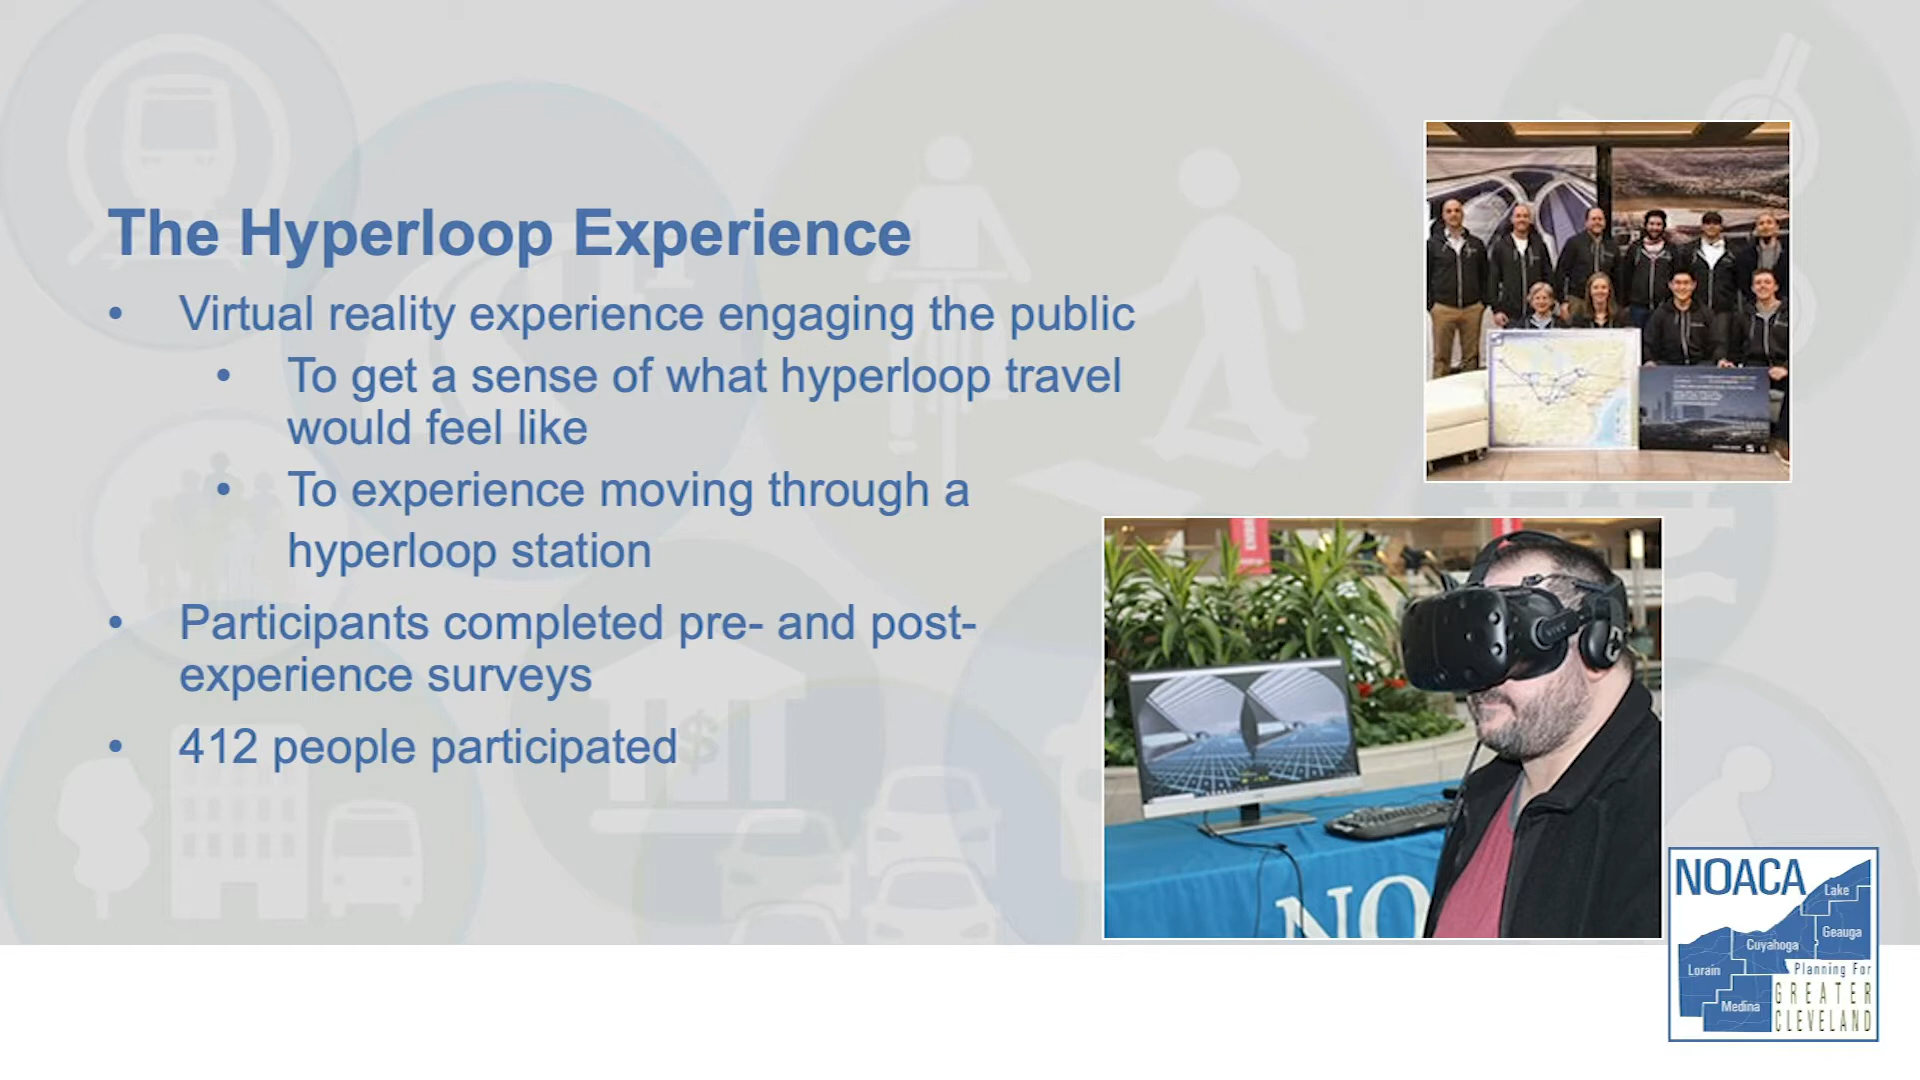 The Hyperloop Experience
• Virtual reality experience engaging the public
• To get a sense of what hyperloop travel
would feel like
• To experience moving through a
hyperloop station
• Participants completed pre- and post-
experience surveys
• 412 people participated
$
VIVE
NO
NOACA
Lake
Geauga
Cuyahoga
Lorain
Medina
Planning For
GREATER
CLEVELAND